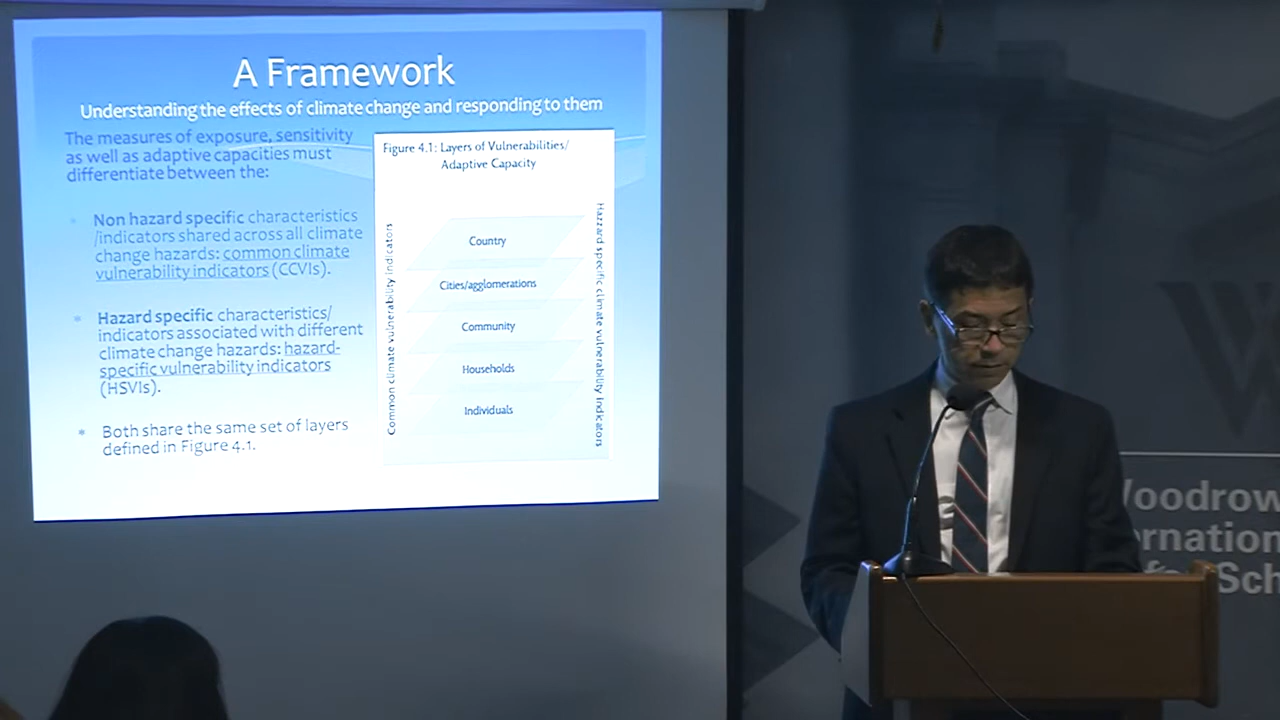 A Framework
Understanding the effects of climate change and responding to them
The measures of exposure, sensitivity
as well as adaptive capacities must
differentiate between the:
Non hazard specific characteristics
/indicators shared across all climate
change hazards: common climate
vulnerability indicators (CCVIs).
Hazard specific characteristics/
indicators associated with different
climate change hazards: hazard-
specific vulnerability indicators
(HSVIs).
Both share the same set of layers
defined in Figure 4.1.
Figure 4.1: Layers of Vulnerabilities/
Adaptive Capacity
Common climate vulnerability indicators
Country
Cities/agglomerations
Community
Households
Individuals
Hazzard specific climate vulnerability indicators
W
oodrow
ernation
Sch